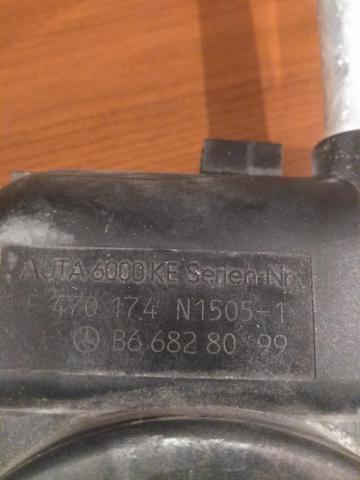 AUTA 6000 KE Serien-Nr.
F 470 174 N1505-1
B6 682 80 99